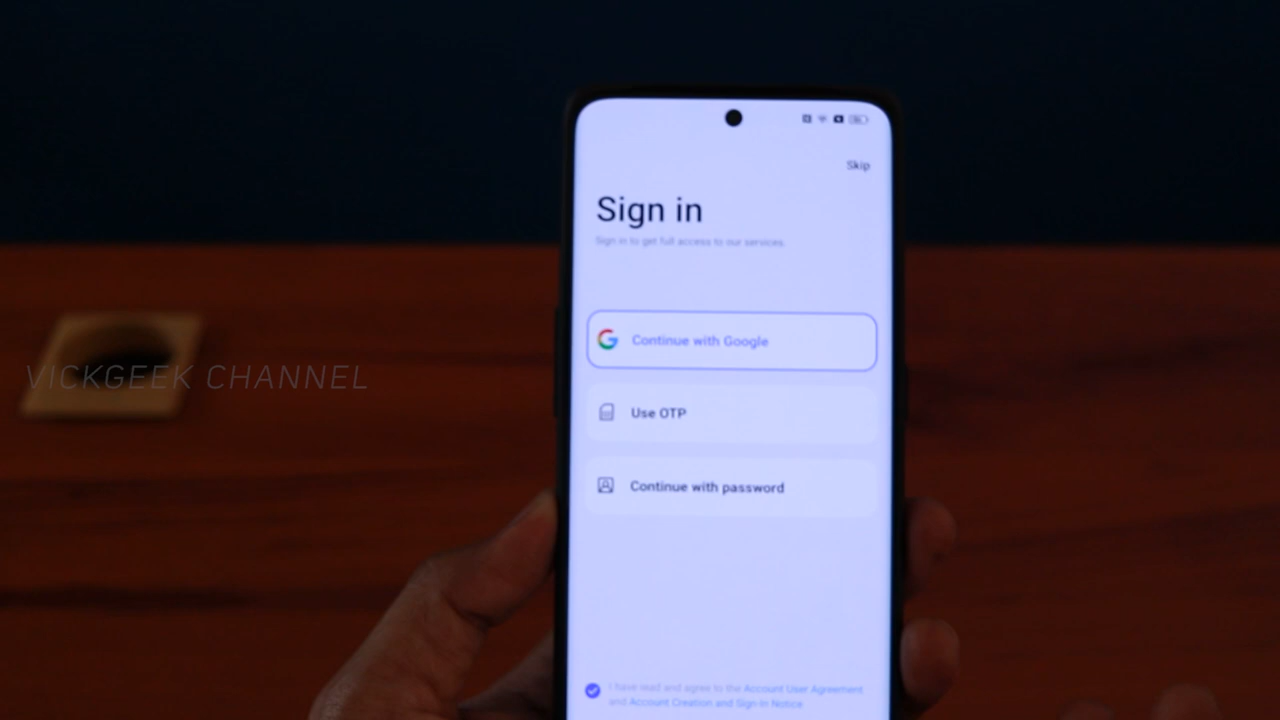 Skip
Sign in
Sign in to get full access to our services.
Continue with Google
VICKGEEK CHANNEL
Use OTP
Continue with password
I have read and agree to the Account User Agreement
and Account Creation and Sign-In Notice